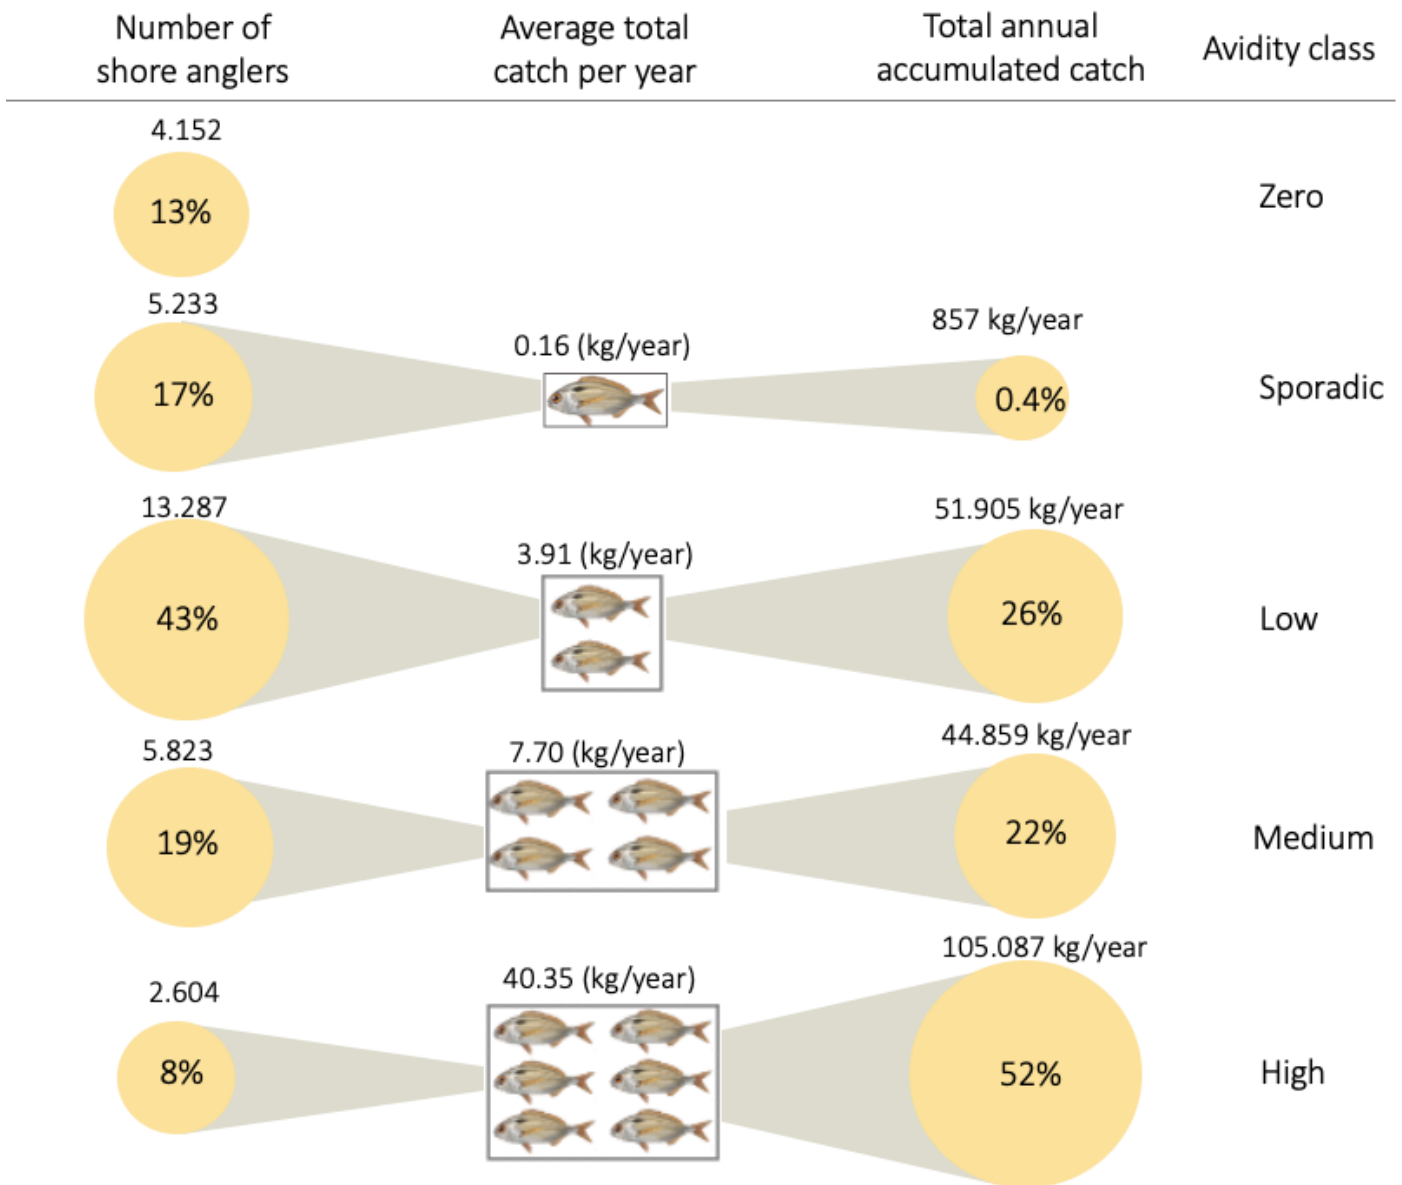 Number of
shore anglers
Average total
catch per year
Total annual
accumulated catch
Avidity class
4.152
13%
Zero
5.233
17%
0.16 (kg/year)
857 kg/year
0.4%
Sporadic
13.287
43%
3.91 (kg/year)
51.905 kg/year
26%
Low
5.823
19%
7.70 (kg/year)
44.859 kg/year
22%
Medium
2.604
8%
40.35 (kg/year)
105.087 kg/year
52%
High